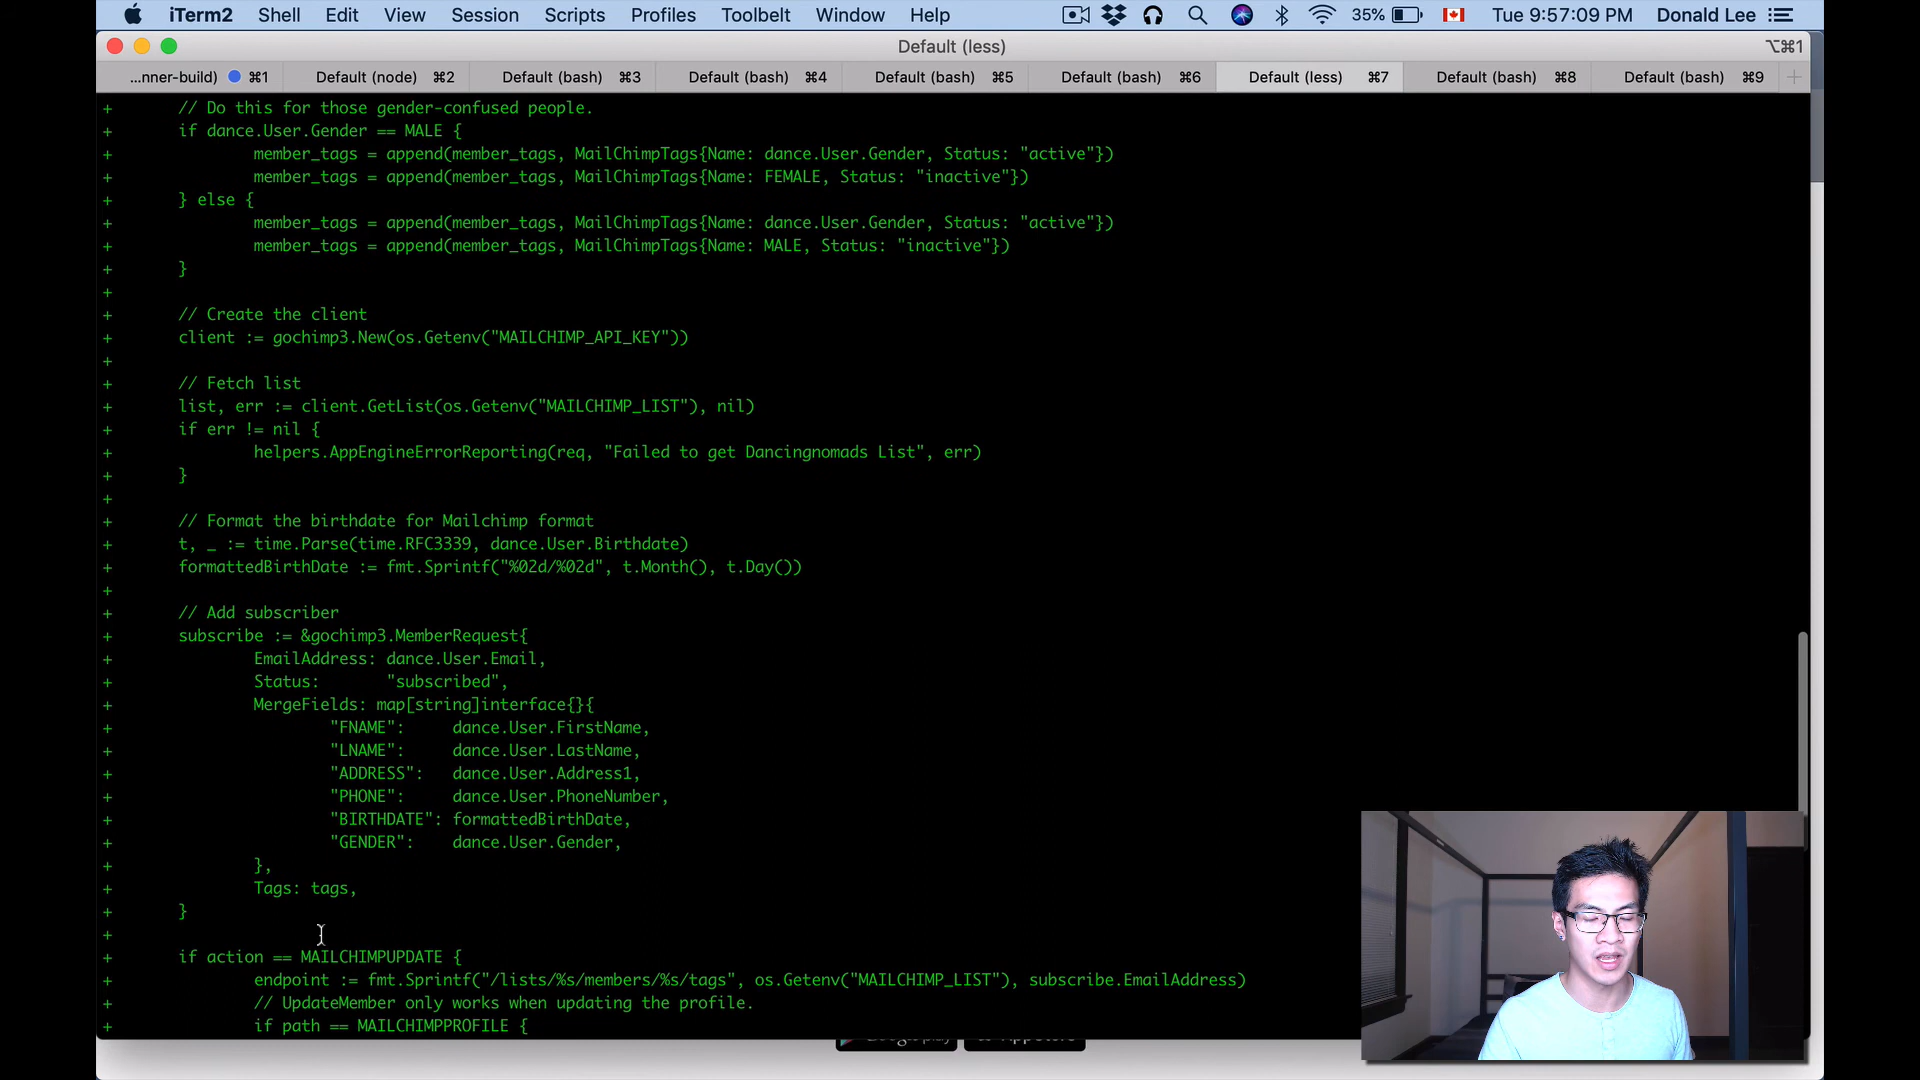 iTerm2 Shell Edit View Session Scripts Profiles Toolbelt Window Help 35% Tue 9:57:09 PM Donald Lee
Default (less) ⌥⌘1
...nner-build) ⌘1 Default (node) ⌘2 Default (bash) ⌘3 Default (bash) ⌘4 Default (bash) ⌘5 Default (bash) ⌘6 Default (less) ⌘7 Default (bash) ⌘8 Default (bash) ⌘9 +
+ // Do this for those gender-confused people.
+ if dance.User.Gender == MALE {
+ member_tags = append(member_tags, MailChimpTags{Name: dance.User.Gender, Status: "active"})
+ member_tags = append(member_tags, MailChimpTags{Name: FEMALE, Status: "inactive"})
+ } else {
+ member_tags = append(member_tags, MailChimpTags{Name: dance.User.Gender, Status: "active"})
+ member_tags = append(member_tags, MailChimpTags{Name: MALE, Status: "inactive"})
+ }
+
+ // Create the client
+ client := gochimp3.New(os.Getenv("MAILCHIMP_API_KEY"))
+
+ // Fetch list
+ list, err := client.GetList(os.Getenv("MAILCHIMP_LIST"), nil)
+ if err != nil {
+ helpers.AppEngineErrorReporting(req, "Failed to get Dancingnomads List", err)
+ }
+
+ // Format the birthdate for Mailchimp format
+ t, _ := time.Parse(time.RFC3339, dance.User.Birthdate)
+ formattedBirthDate := fmt.Sprintf("%02d/%02d", t.Month(), t.Day())
+
+ // Add subscriber
+ subscribe := &gochimp3.MemberRequest{
+ EmailAddress: dance.User.Email,
+ Status: "subscribed",
+ MergeFields: map[string]interface{}{
+ "FNAME": dance.User.FirstName,
+ "LNAME": dance.User.LastName,
+ "ADDRESS": dance.User.Address1,
+ "PHONE": dance.User.PhoneNumber,
+ "BIRTHDATE": formattedBirthDate,
+ "GENDER": dance.User.Gender,
+ },
+ Tags: tags,
+ }
+
+ if action == MAILCHIMPUPDATE {
+ endpoint := fmt.Sprintf("/lists/%s/members/%s/tags", os.Getenv("MAILCHIMP_LIST"), subscribe.EmailAddress)
+ // UpdateMember only works when updating the profile.
+ if path == MAILCHIMPPROFILE {